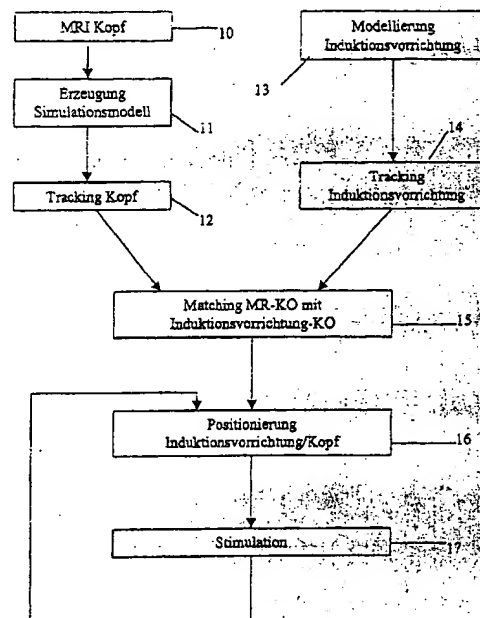 MRI Kopf
10
Modellierung
Induktionsvorrichtung
13
Erzeugung
Simulationsmodell
11
14
Tracking Kopf
12
Tracking
Induktionsvorrichtung
Matching MR-KO mit
Induktionsvorrichtung-KO
15
Positionierung
Induktionsvorrichtung/Kopf
16
Stimulation
17